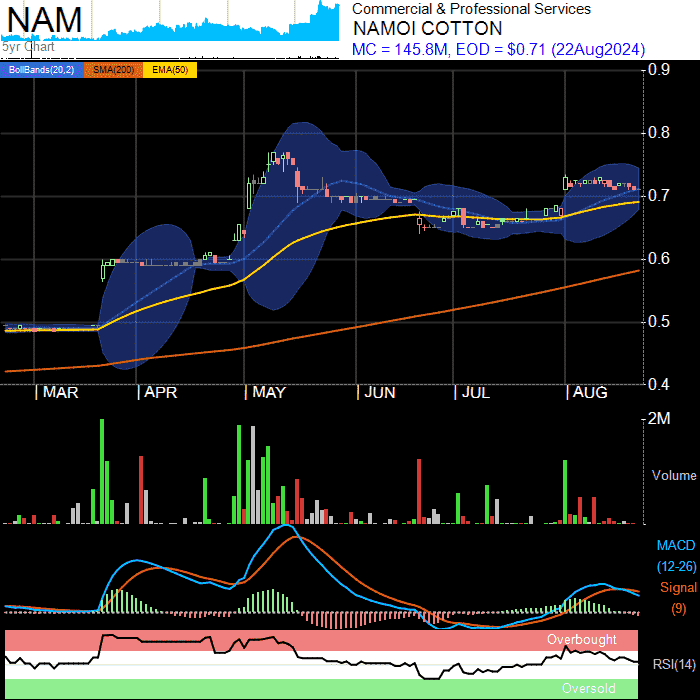 NAM
5yr Chart
Commercial & Professional Services
NAMOI COTTON
MC = 145.8M, EOD = $0.71 (22Aug2024)
BollBands(20,2) SMA(200) EMA(50)
0.9
0.8
0.7
0.6
0.5
0.4
| MAR | APR | MAY | JUN | JUL | AUG
2M
Volume
MACD
(12-26)
Signal
(9)
Overbought
RSI(14)
Oversold